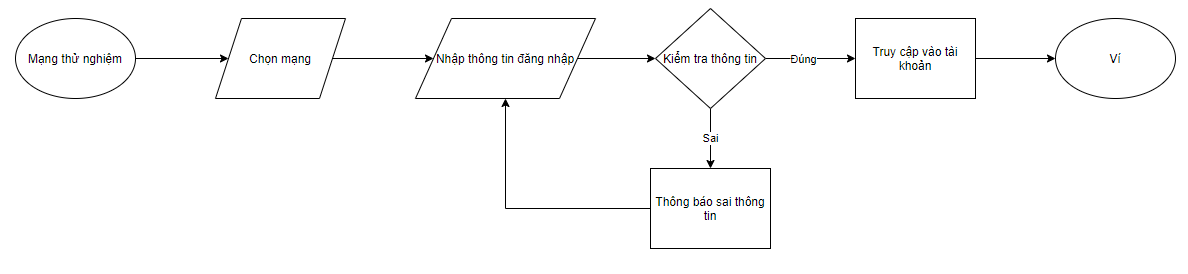 Mạng thử nghiệm
Chọn mạng
Nhập thông tin đăng nhập
Kiểm tra thông tin
Đúng
Truy cập vào tài
khoản
Ví
Sai
Thông báo sai thông
tin